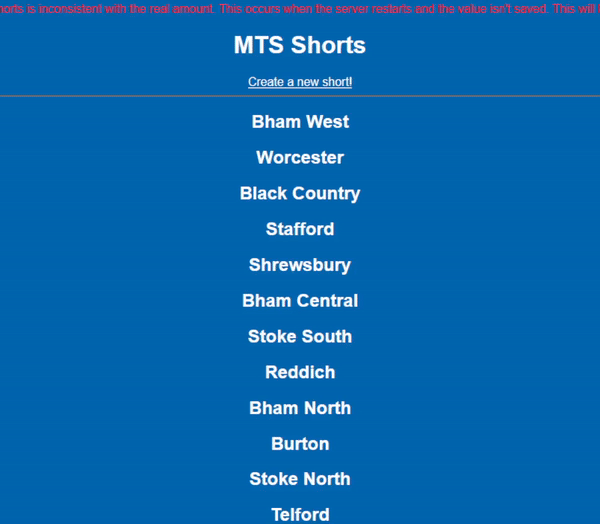 horts is inconsistent with the real amount. This occurs when the server restarts and the value isn't saved. This will
MTS Shorts
Create a new short!
Bham West
Worcester
Black Country
Stafford
Shrewsbury
Bham Central
Stoke South
Reddich
Bham North
Burton
Stoke North
Telford